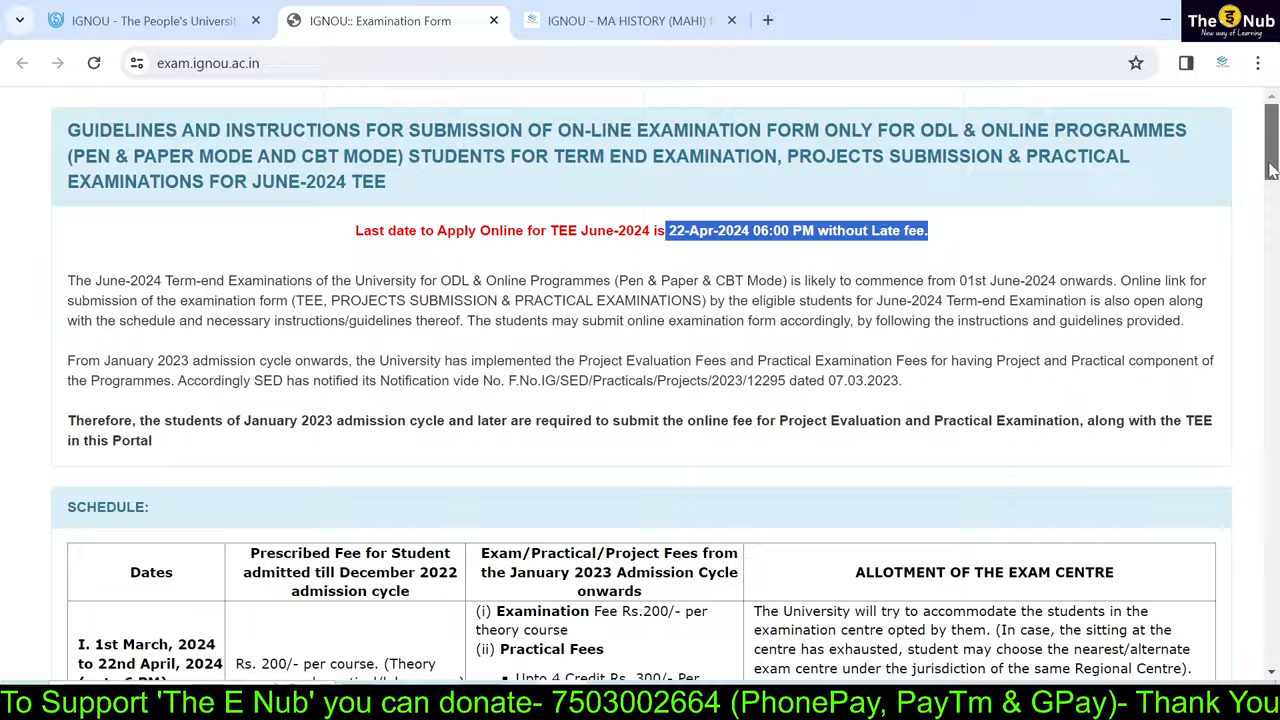 IGNOU - The People's Universit
IGNOU:: Examination Form
IGNOU - MA HISTORY (MAHI)
The ई Nub
New way of Learning
exam.ignou.ac.in
GUIDELINES AND INSTRUCTIONS FOR SUBMISSION OF ON-LINE EXAMINATION FORM ONLY FOR ODL & ONLINE PROGRAMMES
(PEN & PAPER MODE AND CBT MODE) STUDENTS FOR TERM END EXAMINATION, PROJECTS SUBMISSION & PRACTICAL
EXAMINATIONS FOR JUNE-2024 TEE
Last date to Apply Online for TEE June-2024 is 22-Apr-2024 06:00 PM without Late fee.
The June-2024 Term-end Examinations of the University for ODL & Online Programmes (Pen & Paper & CBT Mode) is likely to commence from 01st June-2024 onwards. Online link for
submission of the examination form (TEE, PROJECTS SUBMISSION & PRACTICAL EXAMINATIONS) by the eligible students for June-2024 Term-end Examination is also open along
with the schedule and necessary instructions/guidelines thereof. The students may submit online examination form accordingly, by following the instructions and guidelines provided.
From January 2023 admission cycle onwards, the University has implemented the Project Evaluation Fees and Practical Examination Fees for having Project and Practical component of
the Programmes. Accordingly SED has notified its Notification vide No. F.No.IG/SED/Practicals/Projects/2023/12295 dated 07.03.2023.
Therefore, the students of January 2023 admission cycle and later are required to submit the online fee for Project Evaluation and Practical Examination, along with the TEE
in this Portal
SCHEDULE:
Dates
Prescribed Fee for Student
admitted till December 2022
admission cycle
Exam/Practical/Project Fees from
the January 2023 Admission Cycle
onwards
ALLOTMENT OF THE EXAM CENTRE
I. 1st March, 2024
to 22nd April, 2024
Rs. 200/- per course. (Theory
(i) Examination Fee Rs.200/- per
theory course
(ii) Practical Fees
Upto 4 Credit Rs. 300/- Per
The University will try to accommodate the students in the
examination centre opted by them. (In case, the sitting at the
centre has exhausted, student may choose the nearest/alternate
exam centre under the jurisdiction of the same Regional Centre).
To Support 'The E Nub' you can donate- 7503002664 (PhonePay, PayTm & GPay)- Thank You